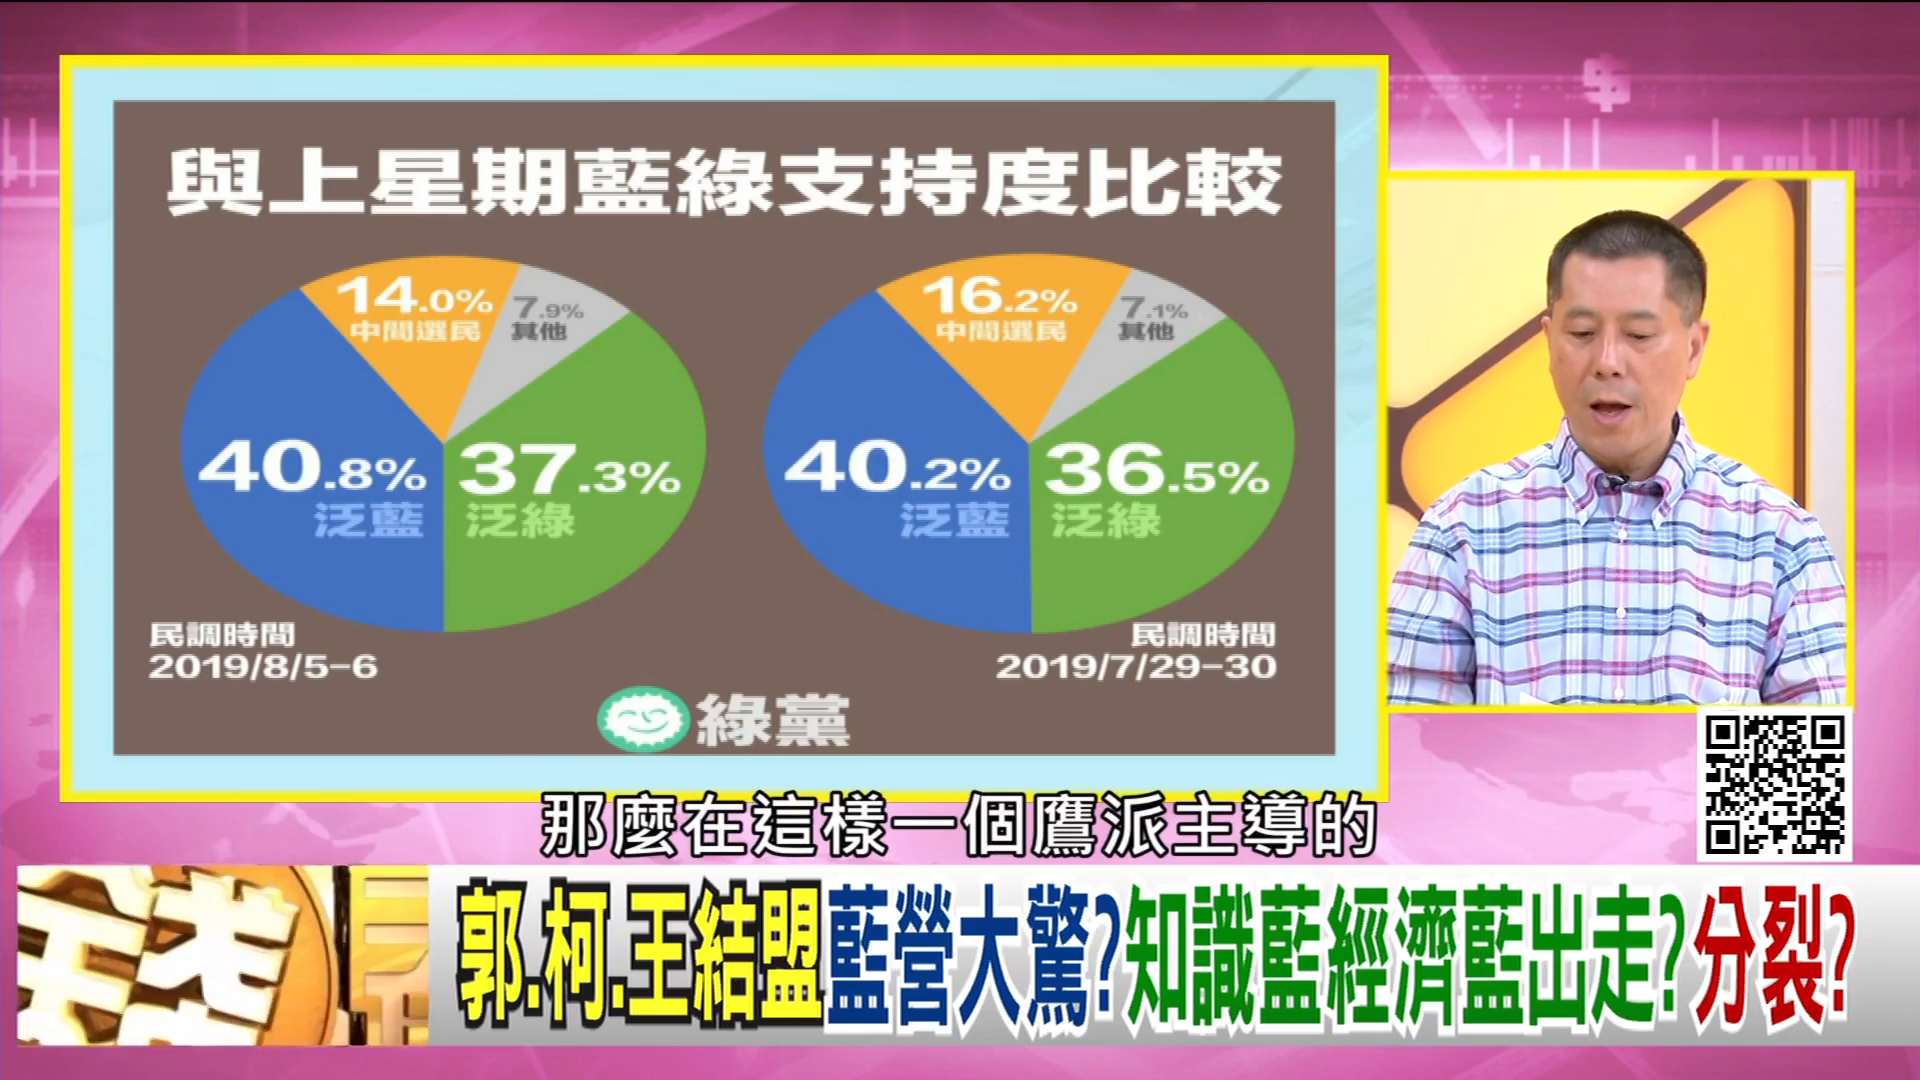 與上星期藍綠支持度比較
14.0%
中間選民
7.9%
其他
40.8%
泛藍
37.3%
泛綠
民調時間
2019/8/5-6
16.2%
中間選民
7.1%
其他
40.2%
泛藍
36.5%
泛綠
民調時間
2019/7/29-30
綠黨
那麼在這樣一個鷹派主導的
郭.柯.王結盟藍營大驚?知識藍經濟藍出走?分裂?